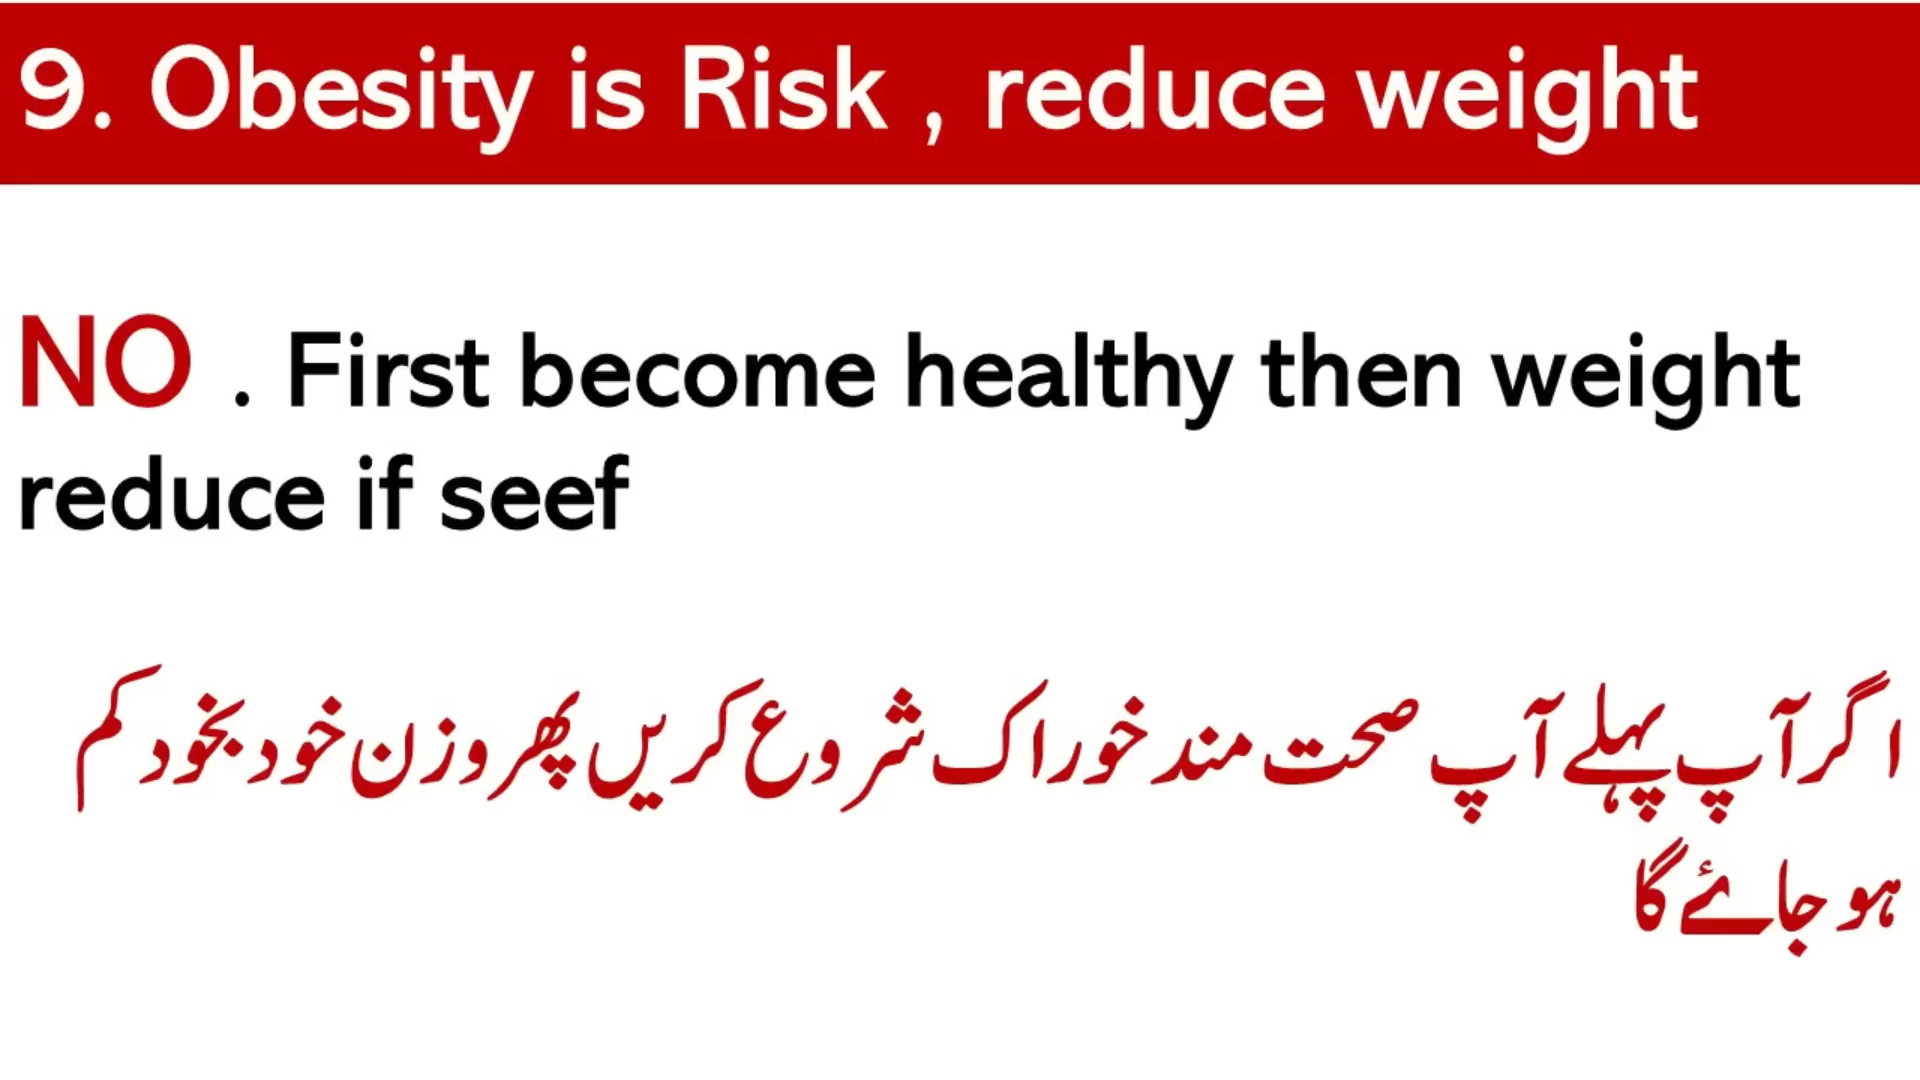 9. Obesity is Risk , reduce weight
NO . First become healthy then weight
reduce if seef
اگر آپ پہلے آپ صحت مند خوراک شروع کریں پھر وزن خود بخود کم
ہو جائے گا